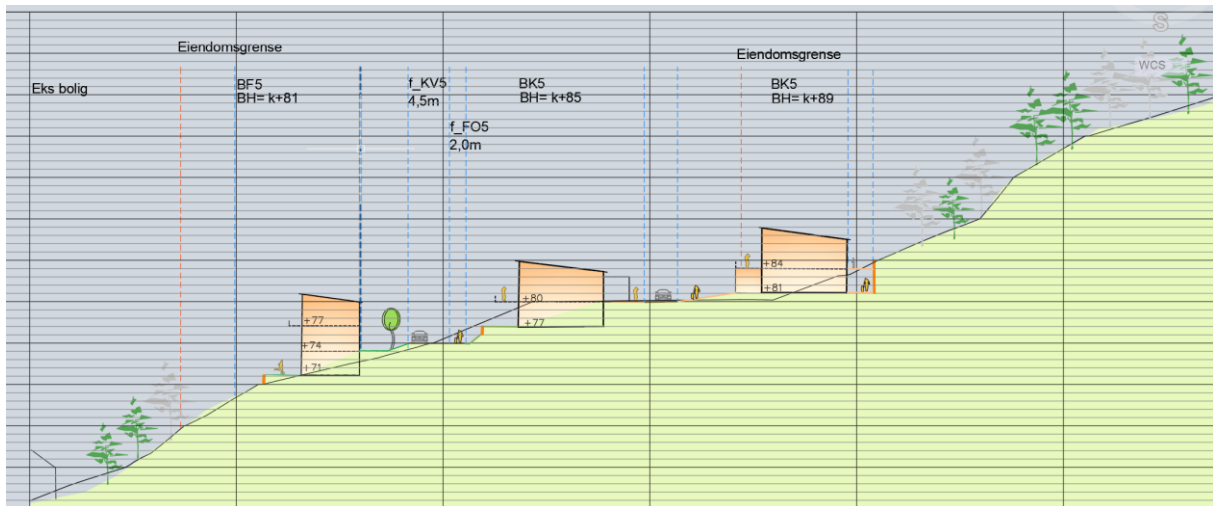 Eiendomsgrense
Eiendomsgrense
S
WCS
Eks bolig
BF5
BH= k+81
f_KV5
4,5m
BK5
BH= k+85
BK5
BH= k+89
f_FO5
2,0m
+84
+81
+80
+77
+77
+74
+71